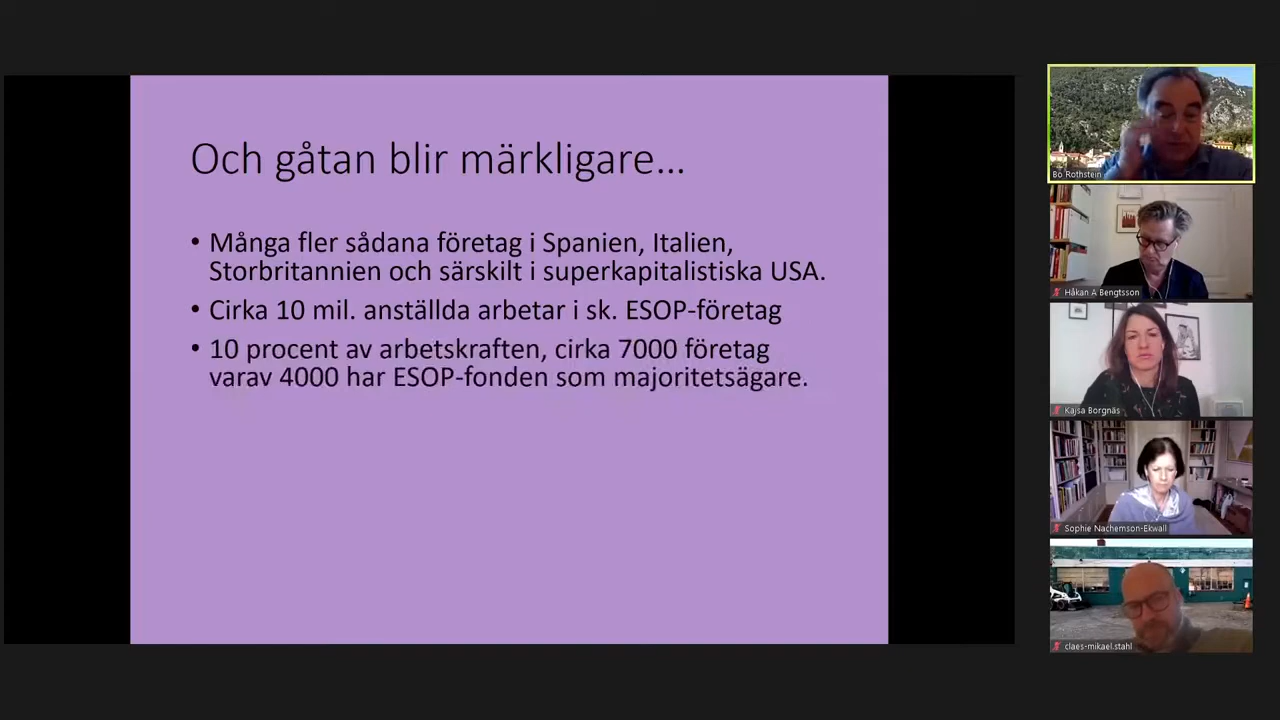 Och gåtan blir märkligare...
• Många fler sådana företag i Spanien, Italien,
Storbritannien och särskilt i superkapitalistiska USA.
• Cirka 10 mil. anställda arbetar i sk. ESOP-företag
• 10 procent av arbetskraften, cirka 7000 företag
varav 4000 har ESOP-fonden som majoritetsägare.
Bo Rothstein
Håkan A Bengtsson
Kajsa Borgnäs
Sophie Nachemson-Ekwall
claes-mikael.stahl